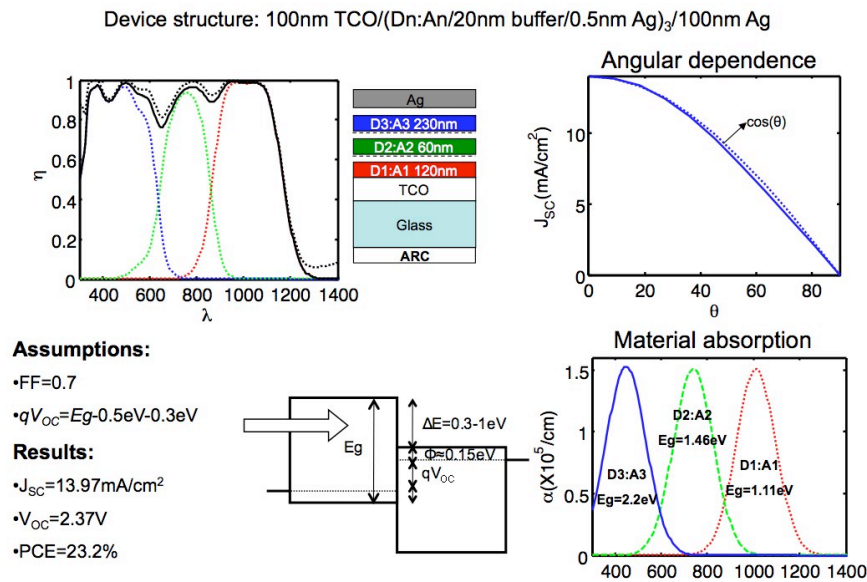 Device structure: 100nm TCO/(Dn:An/20nm buffer/0.5nm Ag)₃/100nm Ag
1
0.8
0.6
0.4
0.2
0
η
400 600 800 1000 1200 1400
λ
Ag
D3:A3 230nm
D2:A2 60nm
D1:A1 120nm
TCO
Glass
ARC
Angular dependence
10
5
0
J_SC(mA/cm²)
cos(θ)
0 20 40 60 80
θ
Assumptions:
•FF=0.7
•qV_OC=Eg-0.5eV-0.3eV
Results:
•J_SC=13.97mA/cm²
•V_OC=2.37V
•PCE=23.2%
Eg
ΔE=0.3-1eV
Φ≈0.15eV
qV_OC
Material absorption
1.5
1
0.5
0
α(X10⁵/cm)
D2:A2
Eg=1.46eV
D3:A3
Eg=2.2eV
D1:A1
Eg=1.11eV
400 600 800 1000 1200 1400